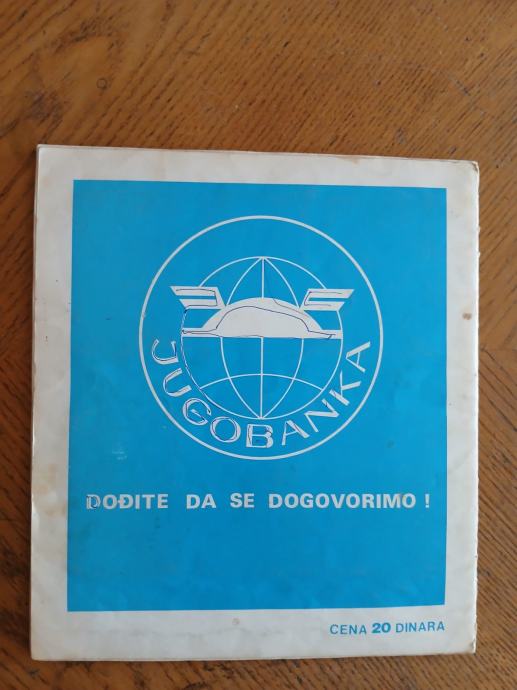 JUGOBANKA
DOĐITE DA SE DOGOVORIMO !
CENA 20 DINARA